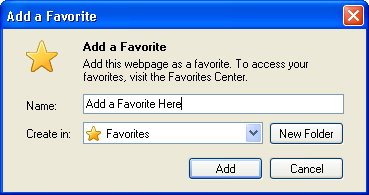 Add a Favorite
Add a Favorite
Add this webpage as a favorite. To access your
favorites, visit the Favorites Center.
Name: Add a Favorite Here
Create in: Favorites New Folder
Add Cancel